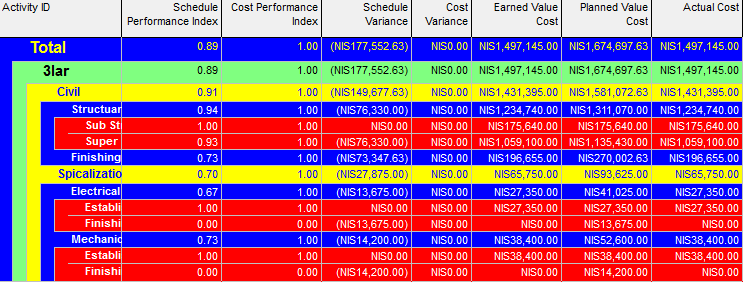 Activity ID Schedule Performance Index Cost Performance Index Schedule Variance Cost Variance Earned Value Cost Planned Value Cost Actual Cost
Total 0.89 1.00 (NIS177,552.63) NIS0.00 NIS1,497,145.00 NIS1,674,697.63 NIS1,497,145.00
3lar 0.89 1.00 (NIS177,552.63) NIS0.00 NIS1,497,145.00 NIS1,674,697.63 NIS1,497,145.00
Civil 0.91 1.00 (NIS149,677.63) NIS0.00 NIS1,431,395.00 NIS1,581,072.63 NIS1,431,395.00
Structuar 0.94 1.00 (NIS76,330.00) NIS0.00 NIS1,234,740.00 NIS1,311,070.00 NIS1,234,740.00
Sub St 1.00 1.00 NIS0.00 NIS0.00 NIS175,640.00 NIS175,640.00 NIS175,640.00
Super 0.93 1.00 (NIS76,330.00) NIS0.00 NIS1,059,100.00 NIS1,135,430.00 NIS1,059,100.00
Finishing 0.73 1.00 (NIS73,347.63) NIS0.00 NIS196,655.00 NIS270,002.63 NIS196,655.00
Spicalizatio 0.70 1.00 (NIS27,875.00) NIS0.00 NIS65,750.00 NIS93,625.00 NIS65,750.00
Electrical 0.67 1.00 (NIS13,675.00) NIS0.00 NIS27,350.00 NIS41,025.00 NIS27,350.00
Establi 1.00 1.00 NIS0.00 NIS0.00 NIS27,350.00 NIS27,350.00 NIS27,350.00
Finishi 0.00 0.00 (NIS13,675.00) NIS0.00 NIS0.00 NIS13,675.00 NIS0.00
Mechanic 0.73 1.00 (NIS14,200.00) NIS0.00 NIS38,400.00 NIS52,600.00 NIS38,400.00
Establi 1.00 1.00 NIS0.00 NIS0.00 NIS38,400.00 NIS38,400.00 NIS38,400.00
Finishi 0.00 0.00 (NIS14,200.00) NIS0.00 NIS0.00 NIS14,200.00 NIS0.00